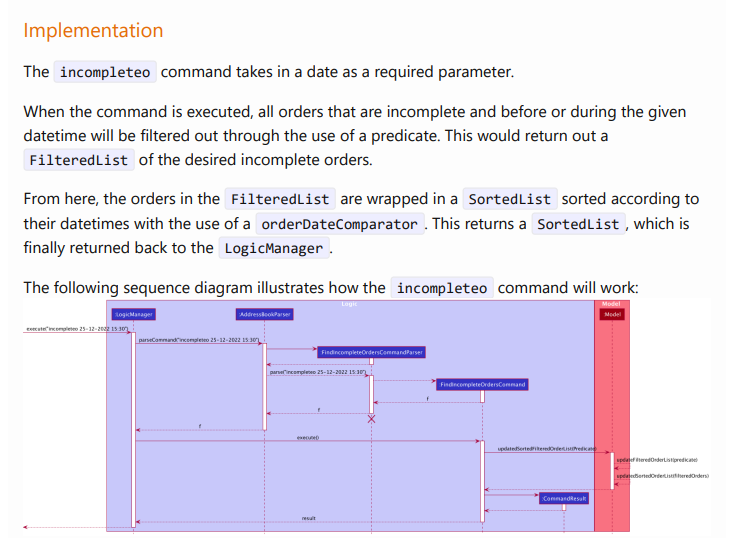 Implementation
The incompleteo command takes in a date as a required parameter.
When the command is executed, all orders that are incomplete and before or during the given
datetime will be filtered out through the use of a predicate. This would return out a
FilteredList of the desired incomplete orders.
From here, the orders in the FilteredList are wrapped in a SortedList sorted according to
their datetimes with the use of a orderDateComparator. This returns a SortedList, which is
finally returned back to the LogicManager.
The following sequence diagram illustrates how the incompleteo command will work:
Logic
Model
:LogicManager
:AddressBookParser
:Model
execute("incompleteo 25-12-2022 15:30")
parseCommand("incompleteo 25-12-2022 15:30")
FindIncompleteOrdersCommandParser
parse("incompleteo 25-12-2022 15:30")
FindIncompleteOrdersCommand
f
f
f
execute()
updatedSortedFilteredOrderList(Predicate)
updateFilteredOrderList(predicate)
updatedSortedOrderList(filteredOrders)
:CommandResult
result